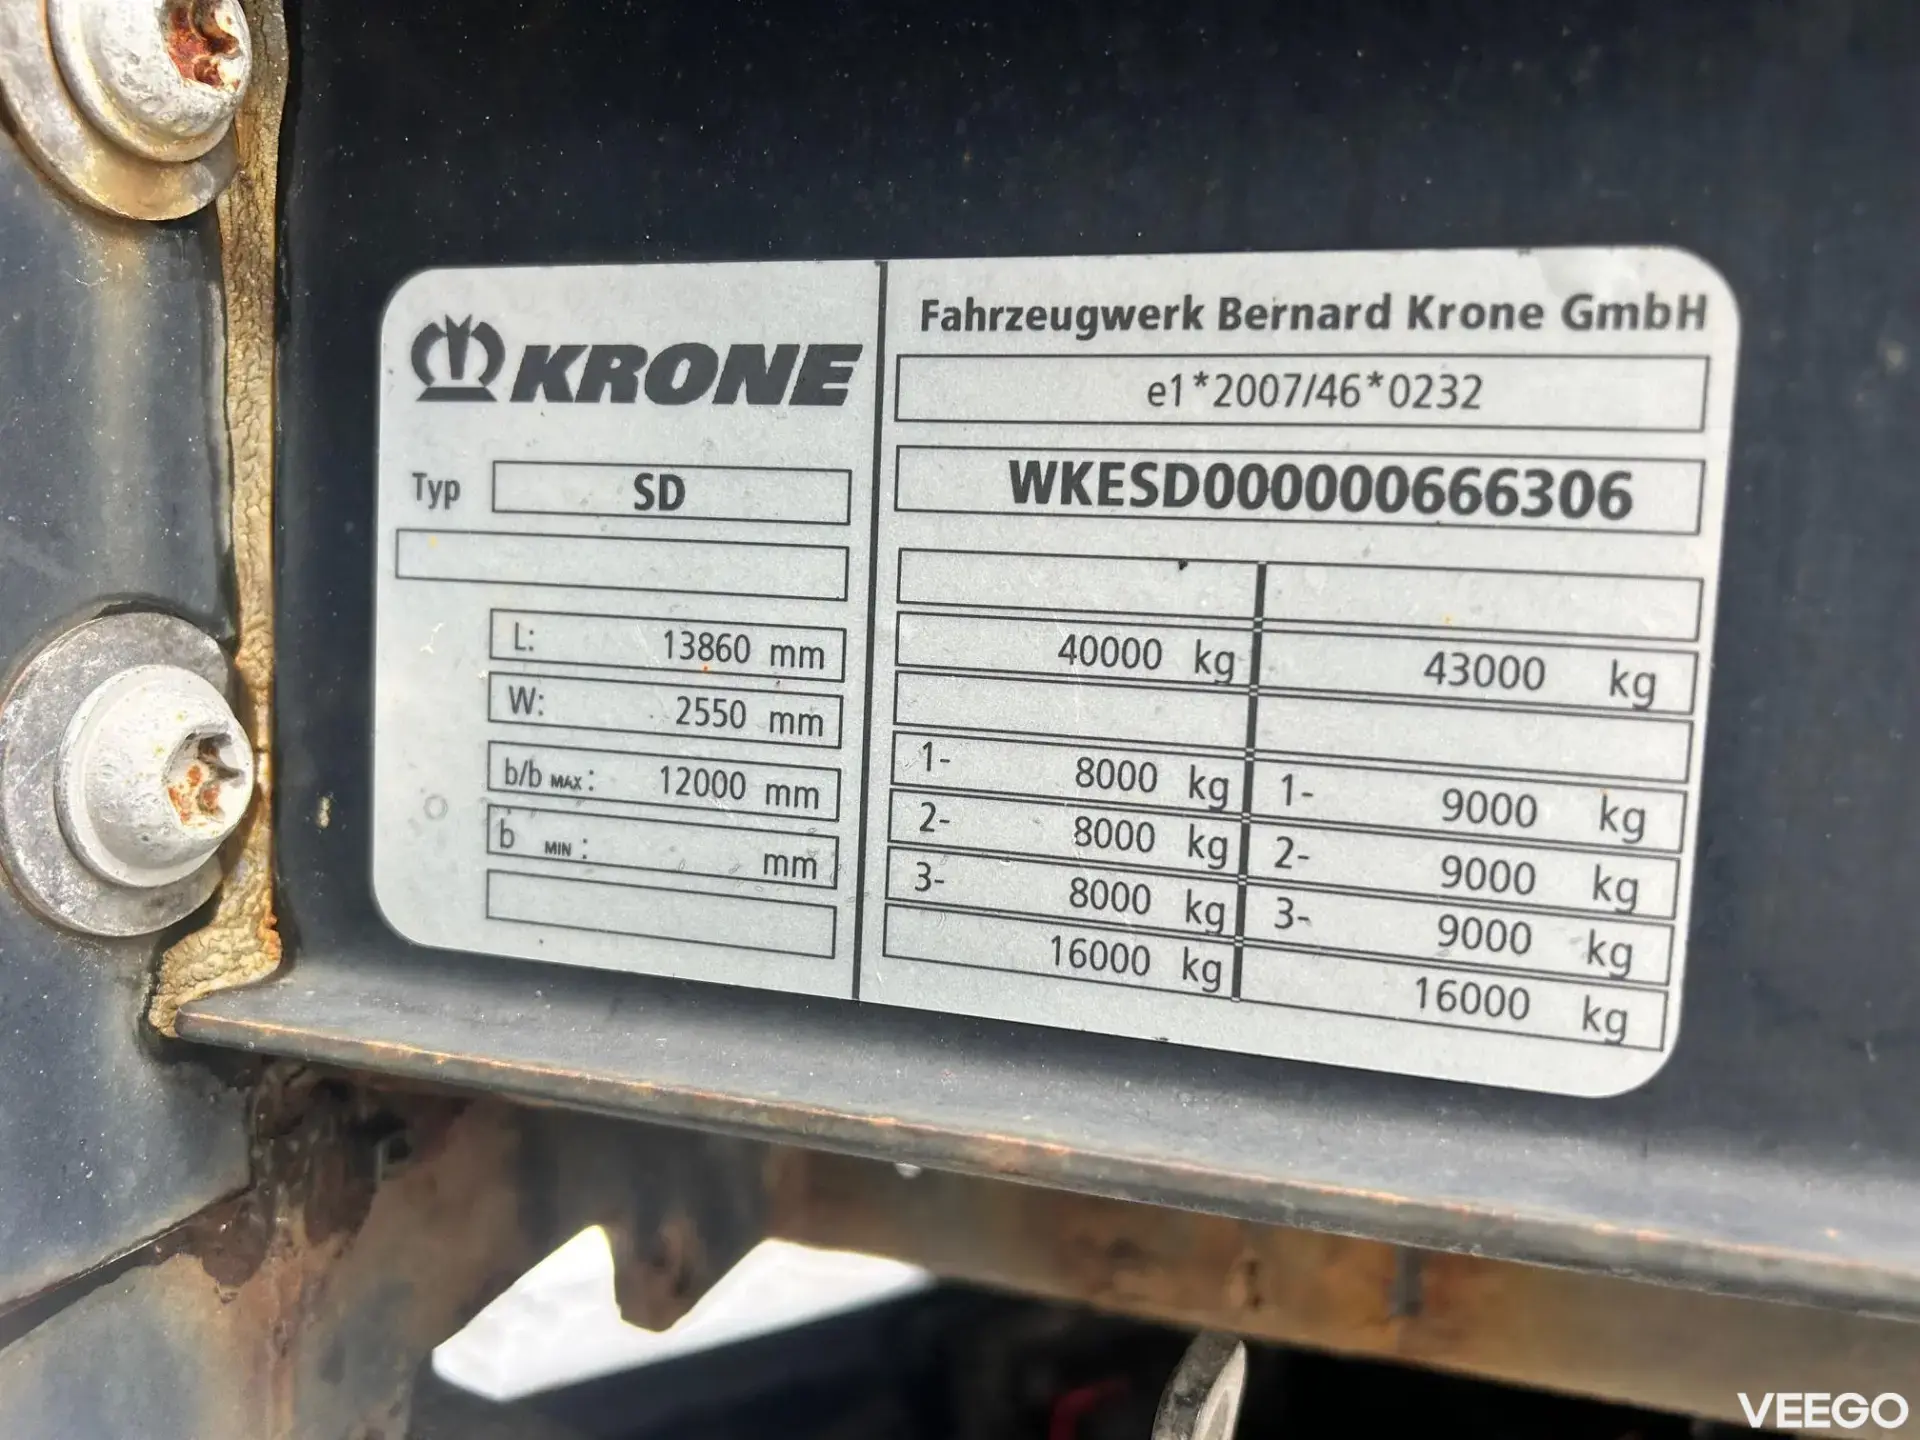 KRONE
Typ SD
L: 13860 mm
W: 2550 mm
b/b MAX: 12000 mm
b MIN: mm
Fahrzeugwerk Bernard Krone GmbH
e1*2007/46*0232
WKESD000000666306
40000 kg 43000 kg
1- 8000 kg 1- 9000 kg
2- 8000 kg 2- 9000 kg
3- 8000 kg 3- 9000 kg
16000 kg 16000 kg
VEEGO